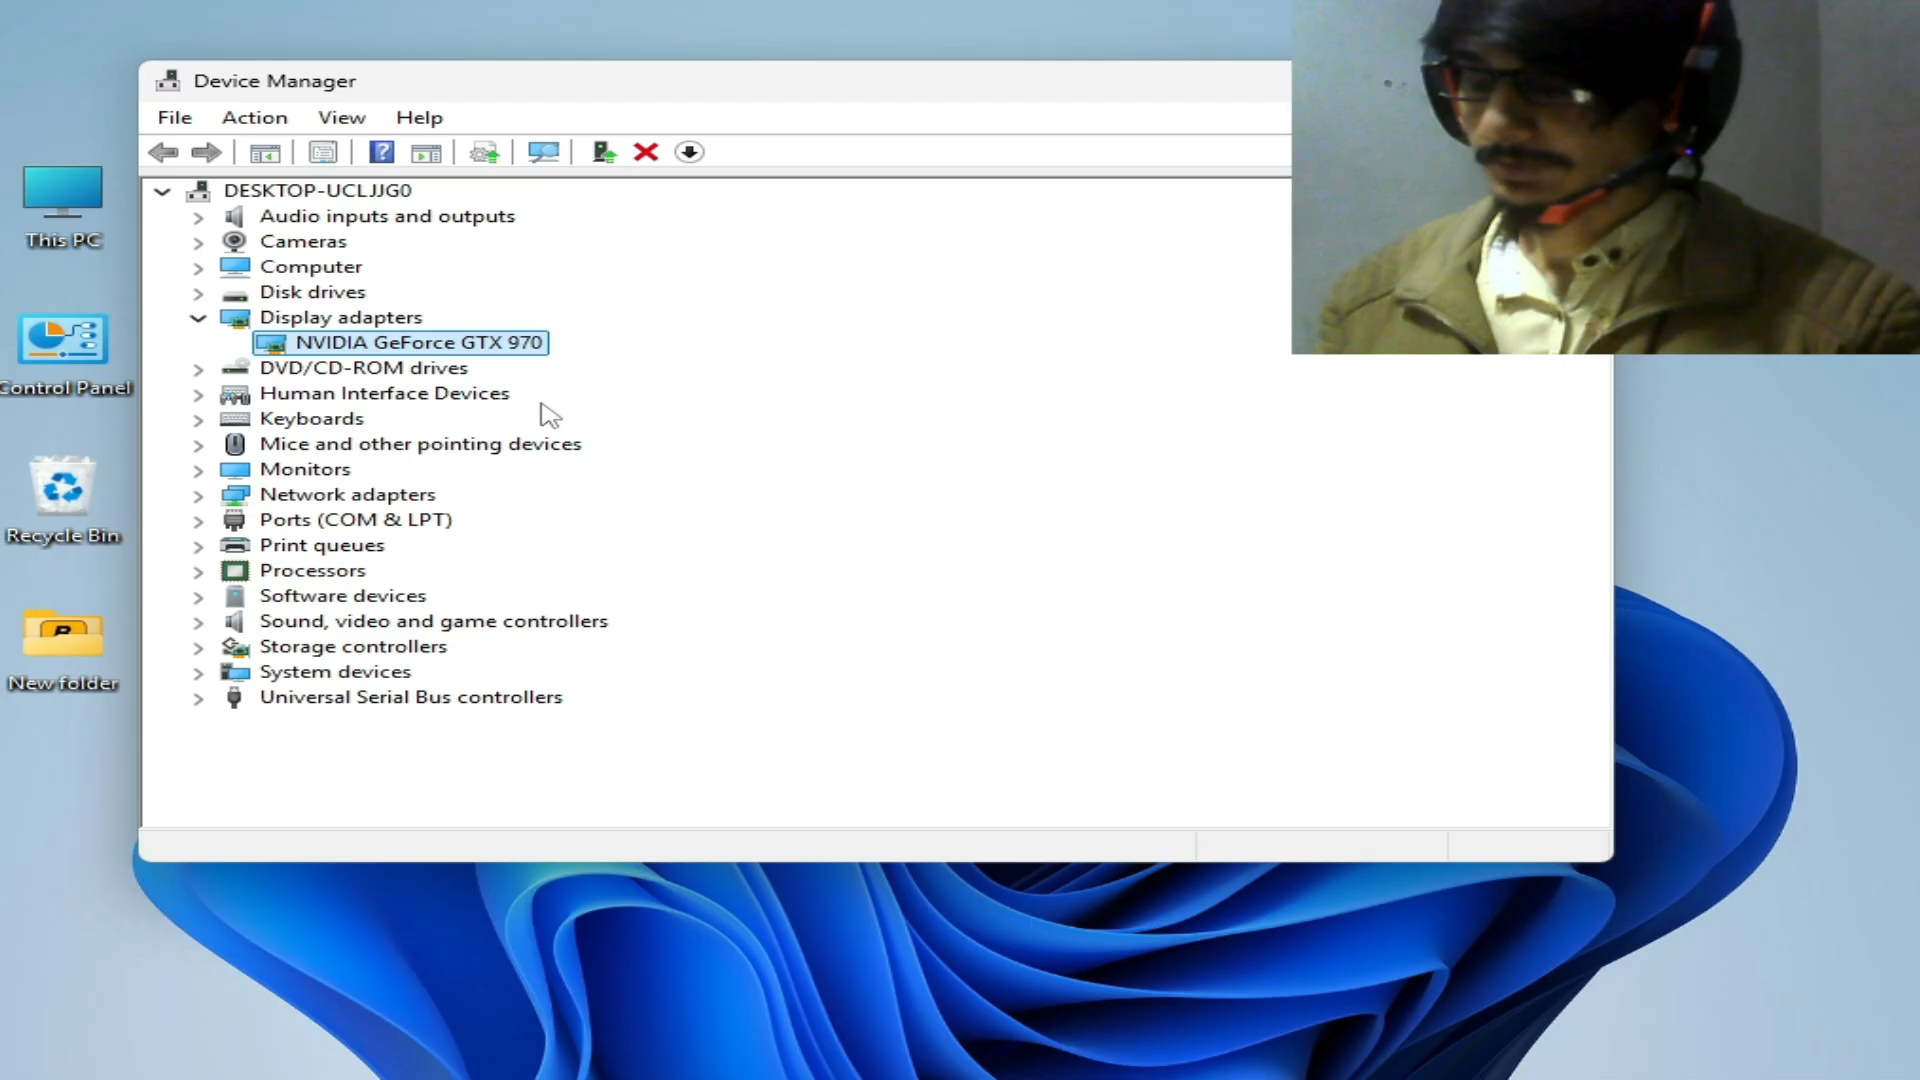 Device Manager
File Action View Help
DESKTOP-UCLJJG0
Audio inputs and outputs
Cameras
Computer
Disk drives
Display adapters
NVIDIA GeForce GTX 970
DVD/CD-ROM drives
Human Interface Devices
Keyboards
Mice and other pointing devices
Monitors
Network adapters
Ports (COM & LPT)
Print queues
Processors
Software devices
Sound, video and game controllers
Storage controllers
System devices
Universal Serial Bus controllers
This PC
Control Panel
Recycle Bin
New folder